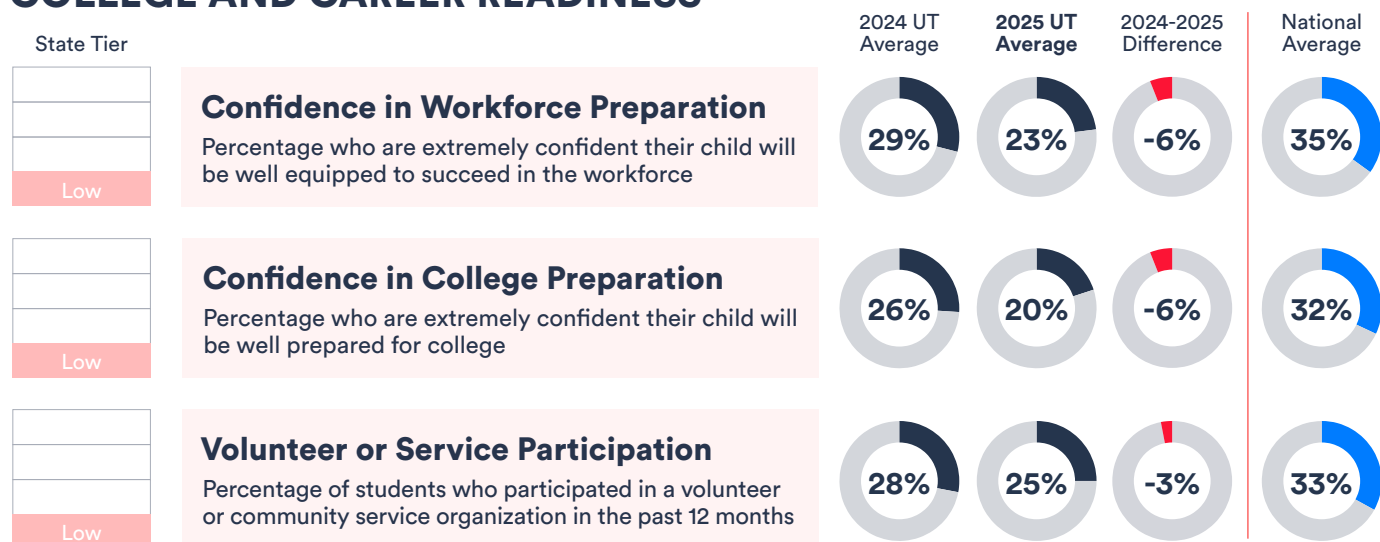 COLLEGE AND CAREER READINESS
State Tier
2024 UT
Average
2025 UT
Average
2024-2025
Difference
National
Average
Low
Confidence in Workforce Preparation
Percentage who are extremely confident their child will
be well equipped to succeed in the workforce
29%
23%
-6%
35%
Low
Confidence in College Preparation
Percentage who are extremely confident their child will
be well prepared for college
26%
20%
-6%
32%
Low
Volunteer or Service Participation
Percentage of students who participated in a volunteer
or community service organization in the past 12 months
28%
25%
-3%
33%